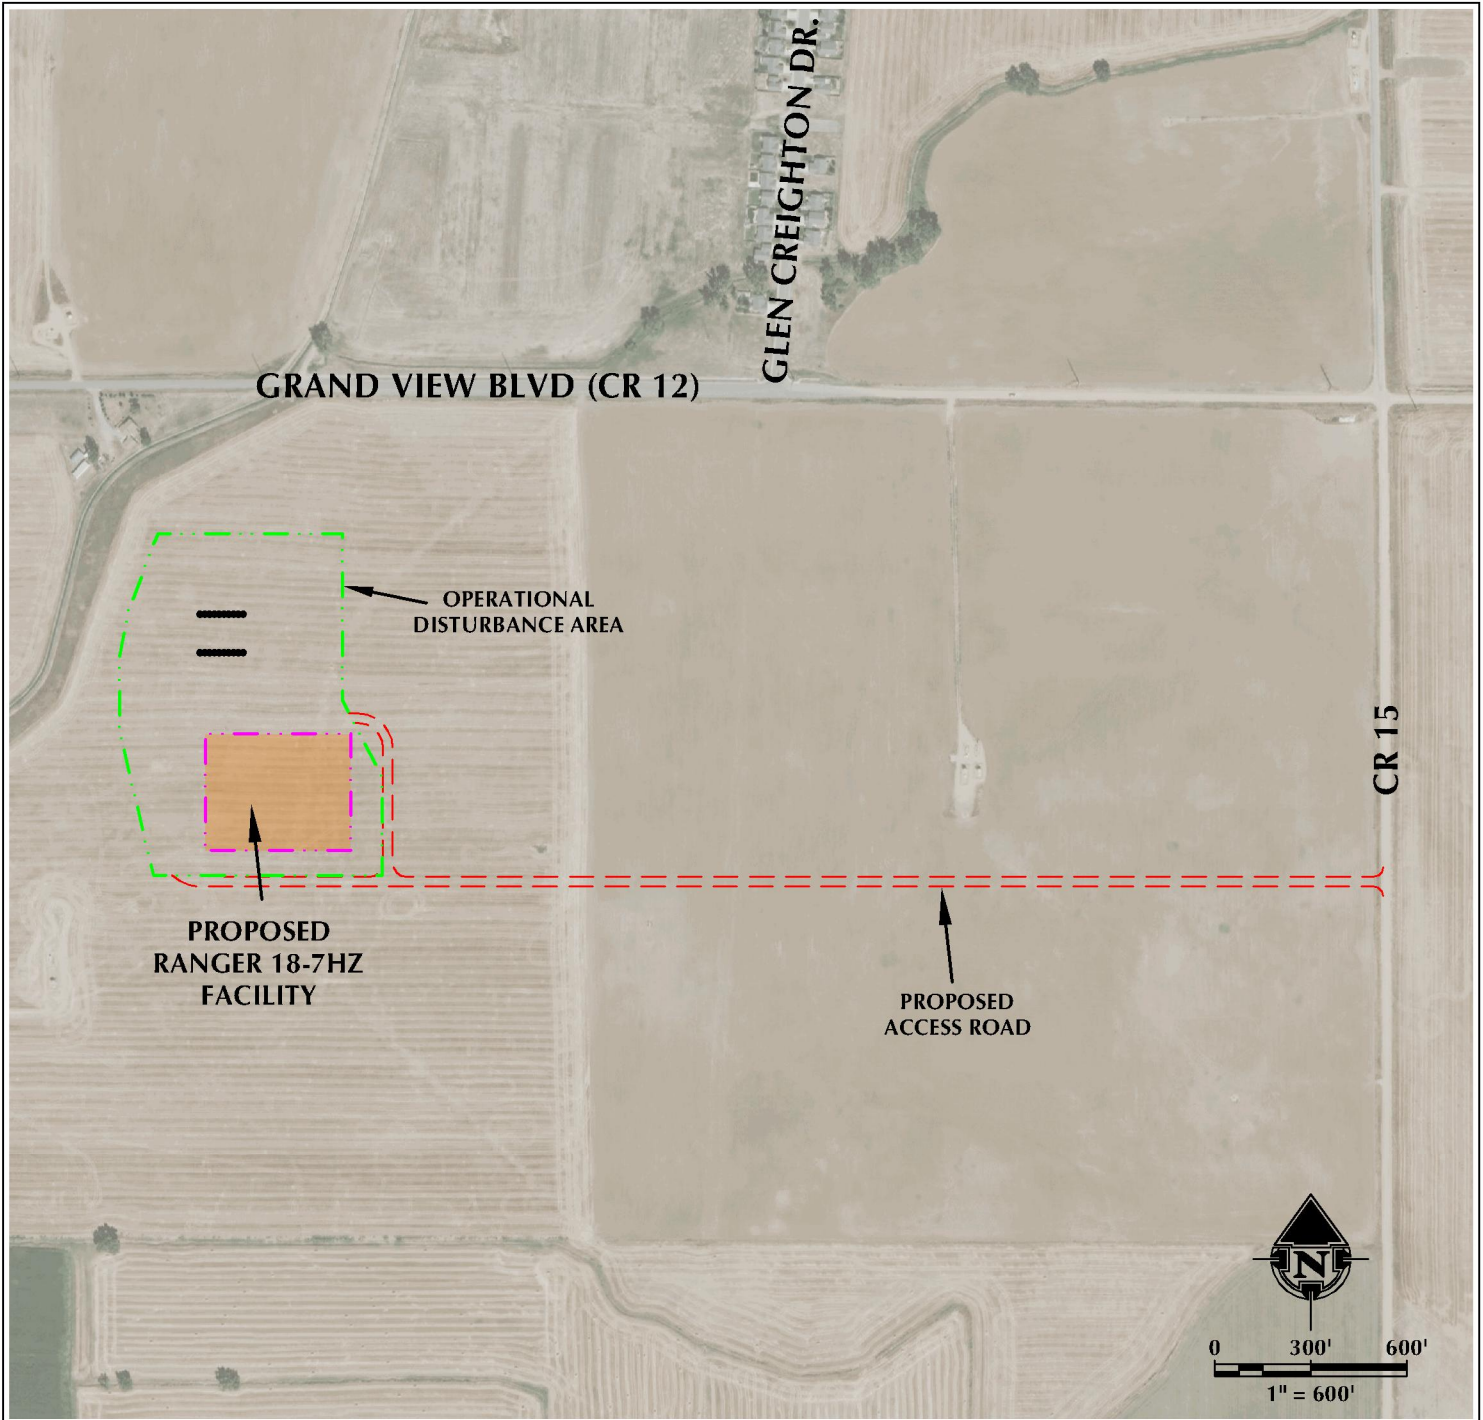 GLEN CREIGHTON DR.
GRAND VIEW BLVD (CR 12)
OPERATIONAL
DISTURBANCE AREA
CR 15
PROPOSED
RANGER 18-7HZ
FACILITY
PROPOSED
ACCESS ROAD
N
0 300' 600'
1" = 600'